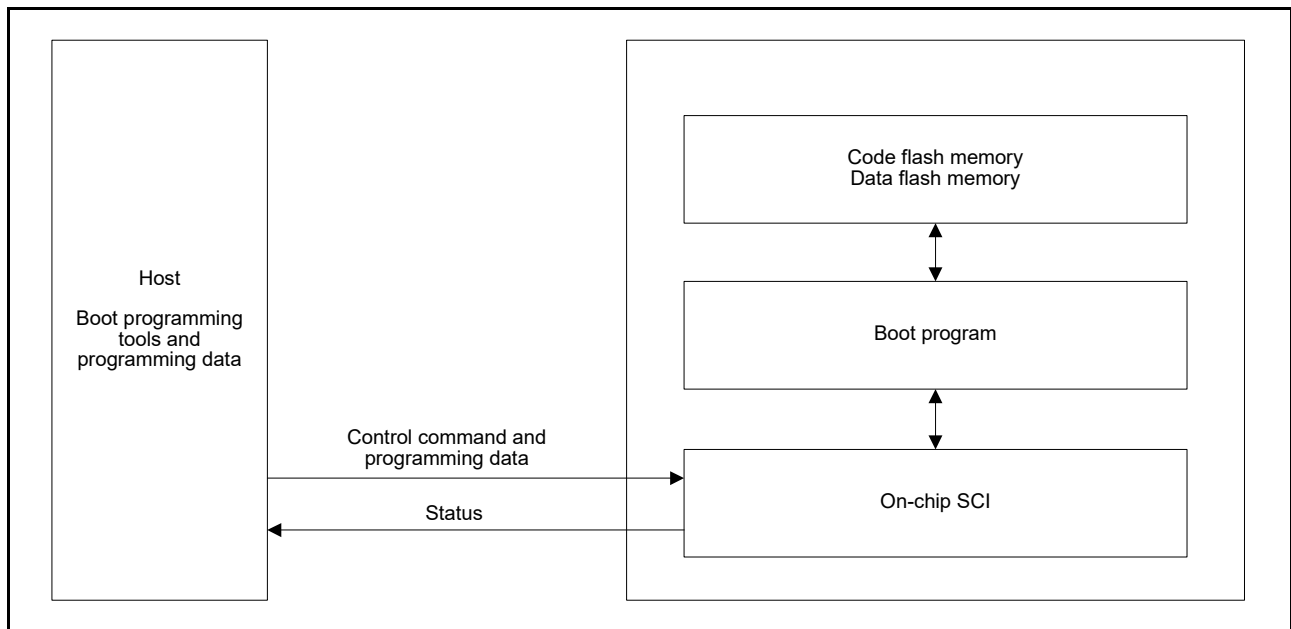 Host
Boot programming
tools and
programming data
Control command and
programming data
Status
Code flash memory
Data flash memory
Boot program
On-chip SCI